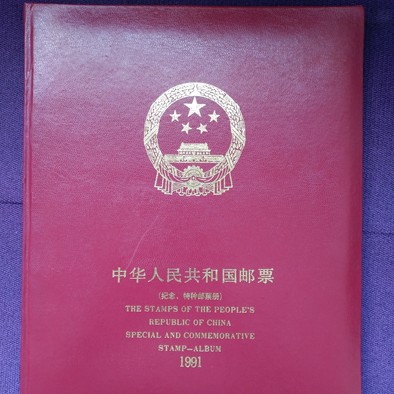 中华人民共和国邮票
(纪念、特种邮票册)
THE STAMPS OF THE PEOPLE'S
REPUBLIC OF CHINA
SPECIAL AND COMMEMORATIVE
STAMP-ALBUM
1991